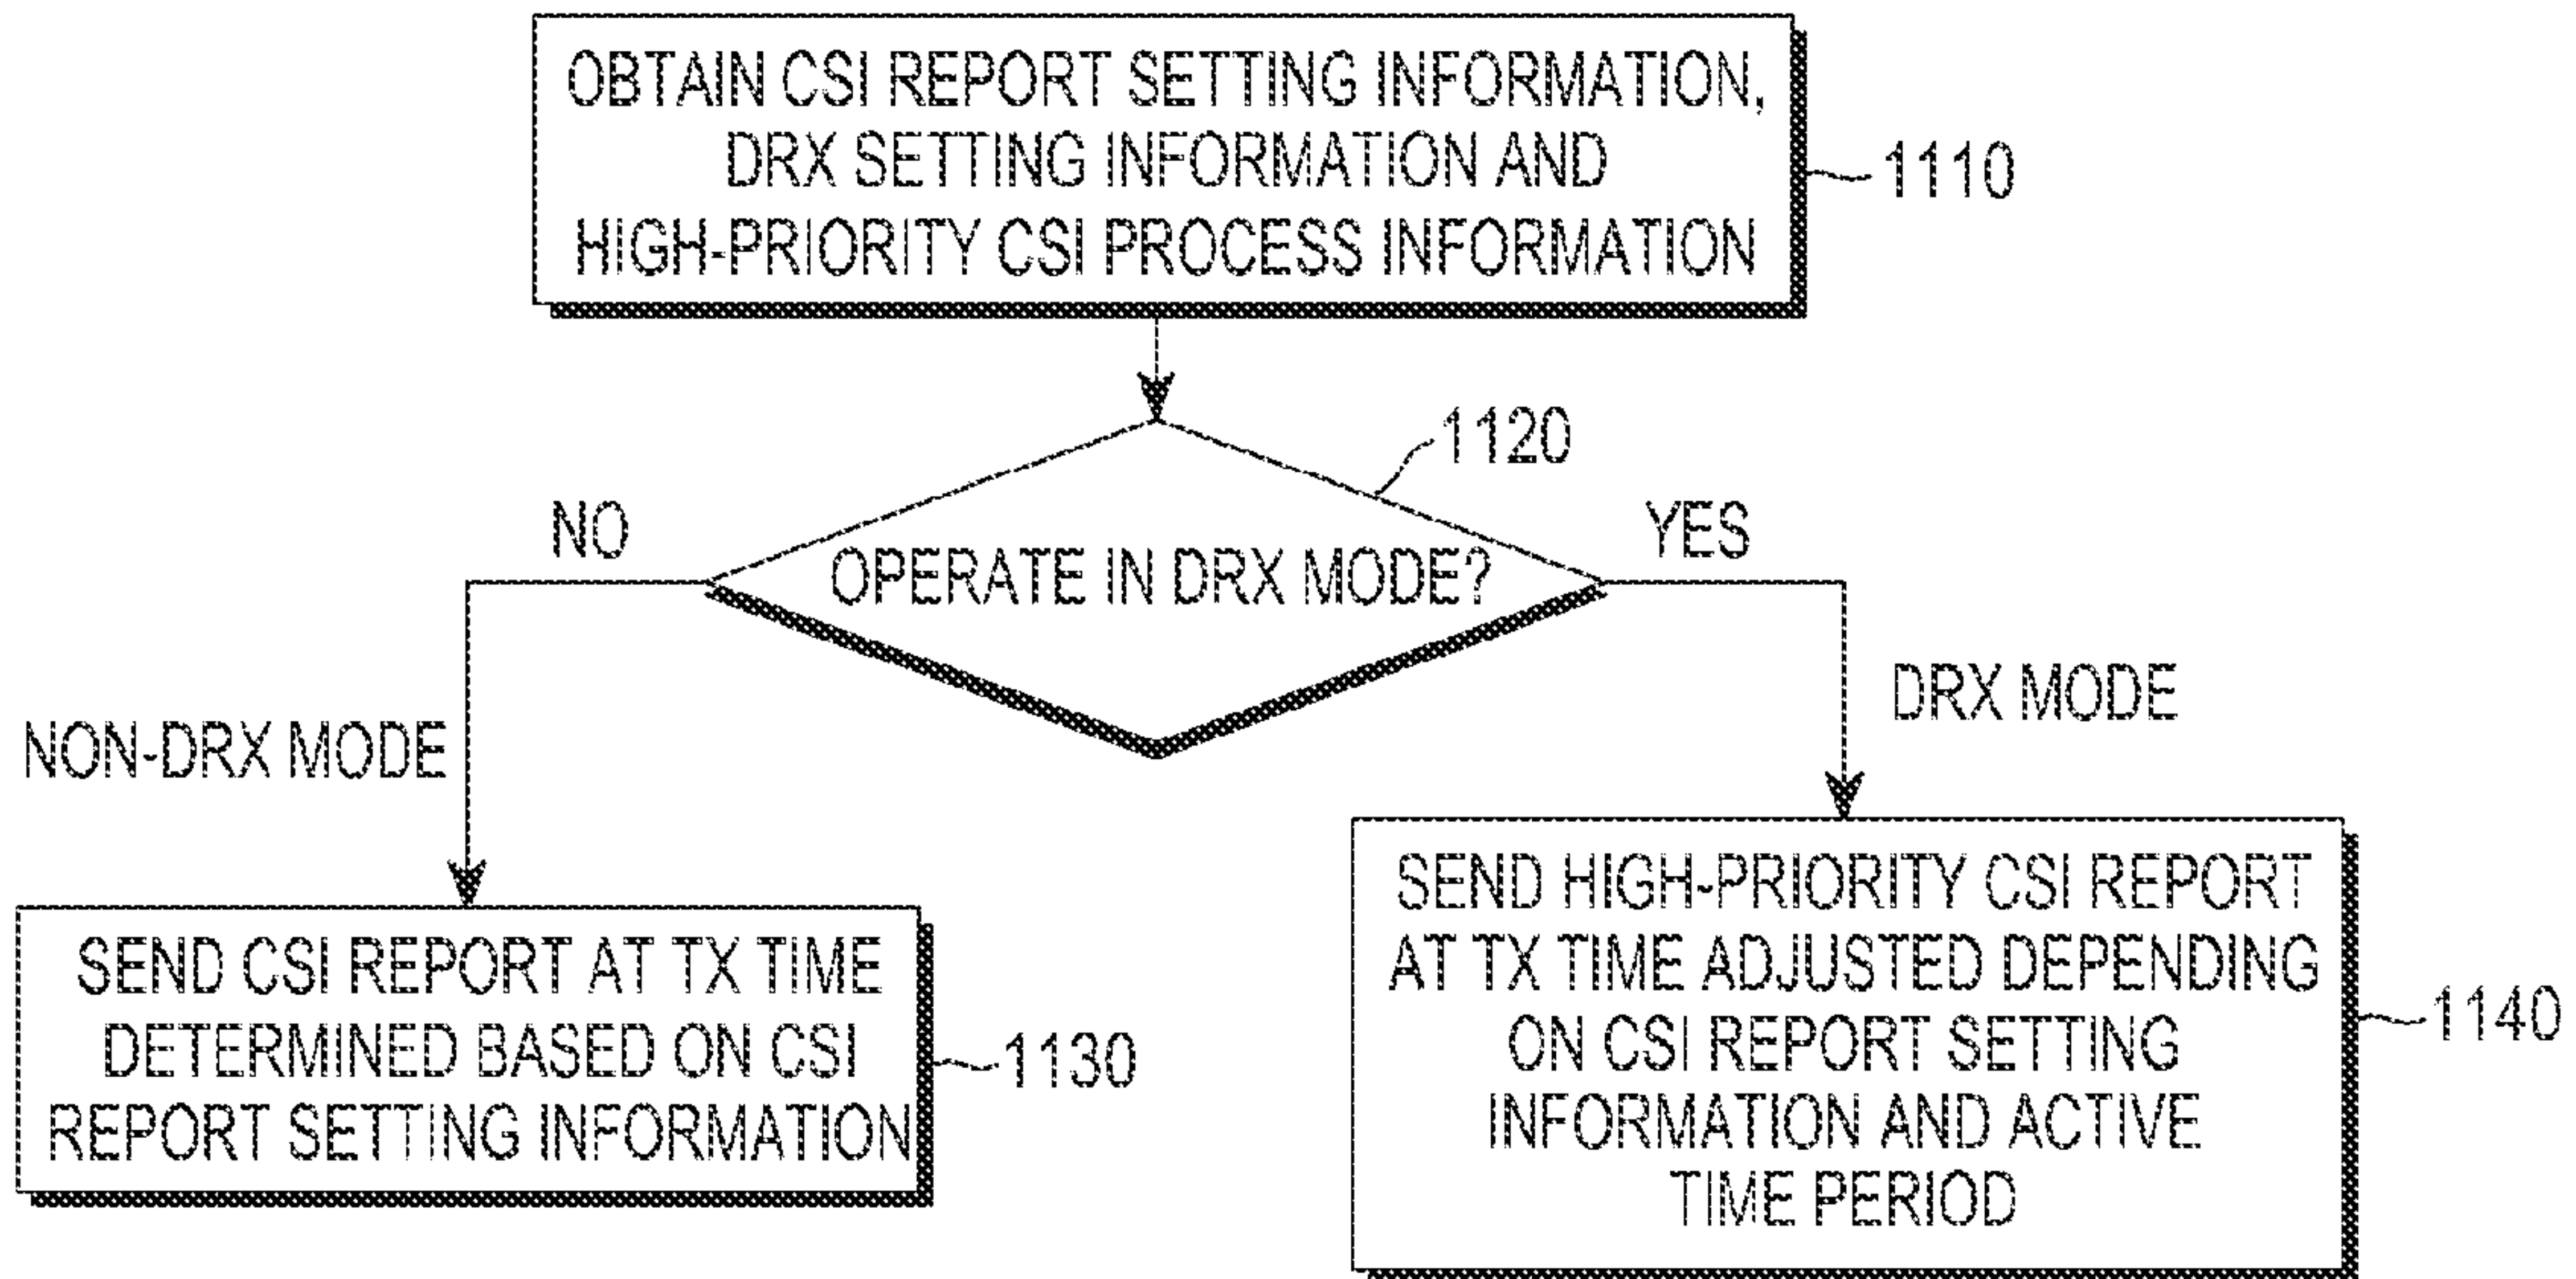 OBTAIN CSI REPORT SETTING INFORMATION,
DRX SETTING INFORMATION AND
HIGH-PRIORITY CSI PROCESS INFORMATION
1110
1120
NO
YES
OPERATE IN DRX MODE?
NON-DRX MODE
DRX MODE
SEND CSI REPORT AT TX TIME
DETERMINED BASED ON CSI
REPORT SETTING INFORMATION
1130
SEND HIGH-PRIORITY CSI REPORT
AT TX TIME ADJUSTED DEPENDING
ON CSI REPORT SETTING
INFORMATION AND ACTIVE
TIME PERIOD
1140